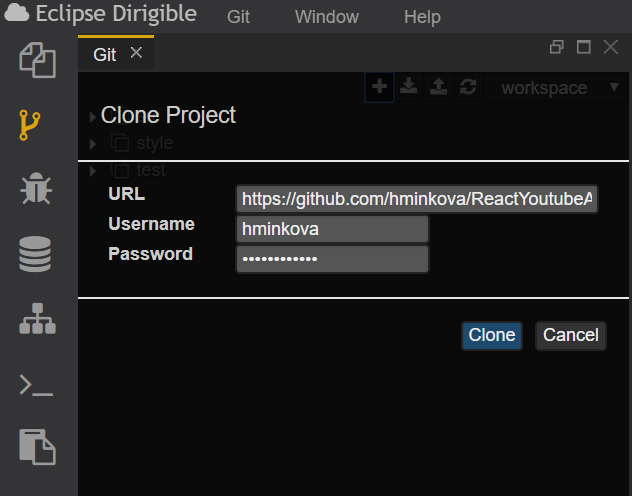 Eclipse Dirigible Git Window Help
Git
workspace
Clone Project
style
test
URL https://github.com/hminkova/ReactYoutubeA
Username hminkova
Password ••••••••••••
Clone Cancel